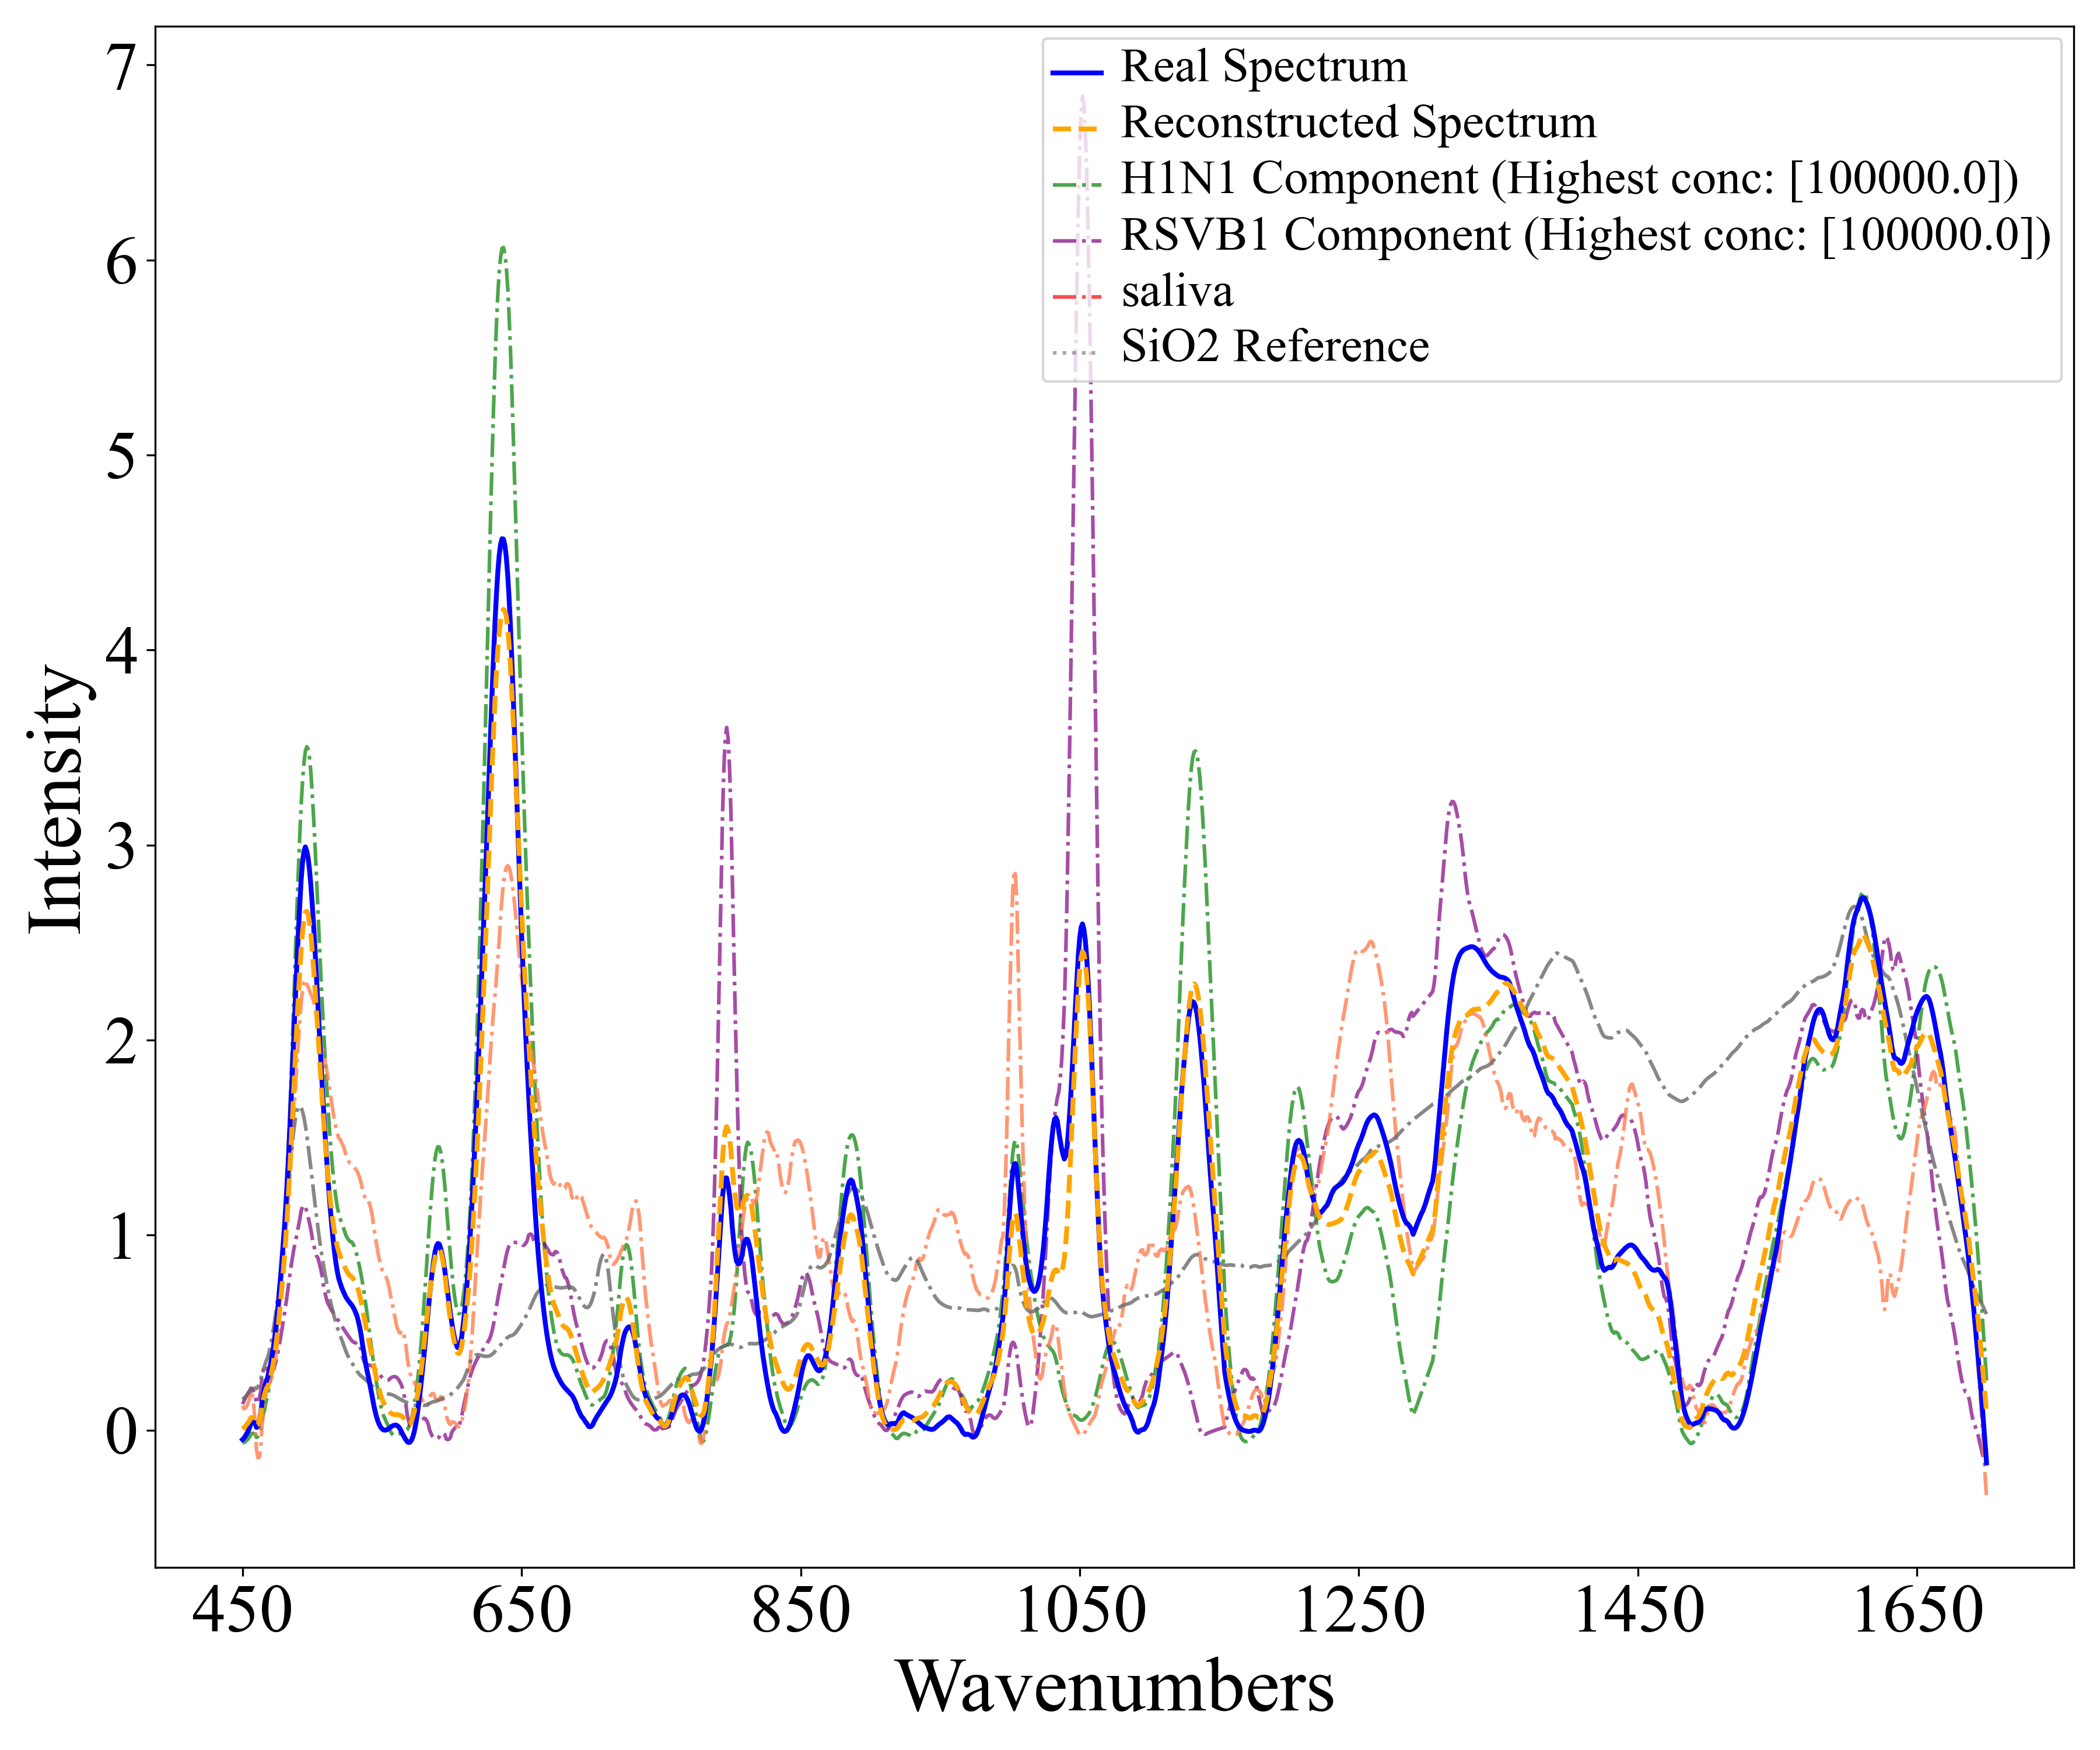 Real Spectrum
Reconstructed Spectrum
H1N1 Component (Highest conc: [100000.0])
RSVB1 Component (Highest conc: [100000.0])
saliva
SiO2 Reference
7
6
5
4
3
2
1
0
Intensity
450 650 850 1050 1250 1450 1650
Wavenumbers